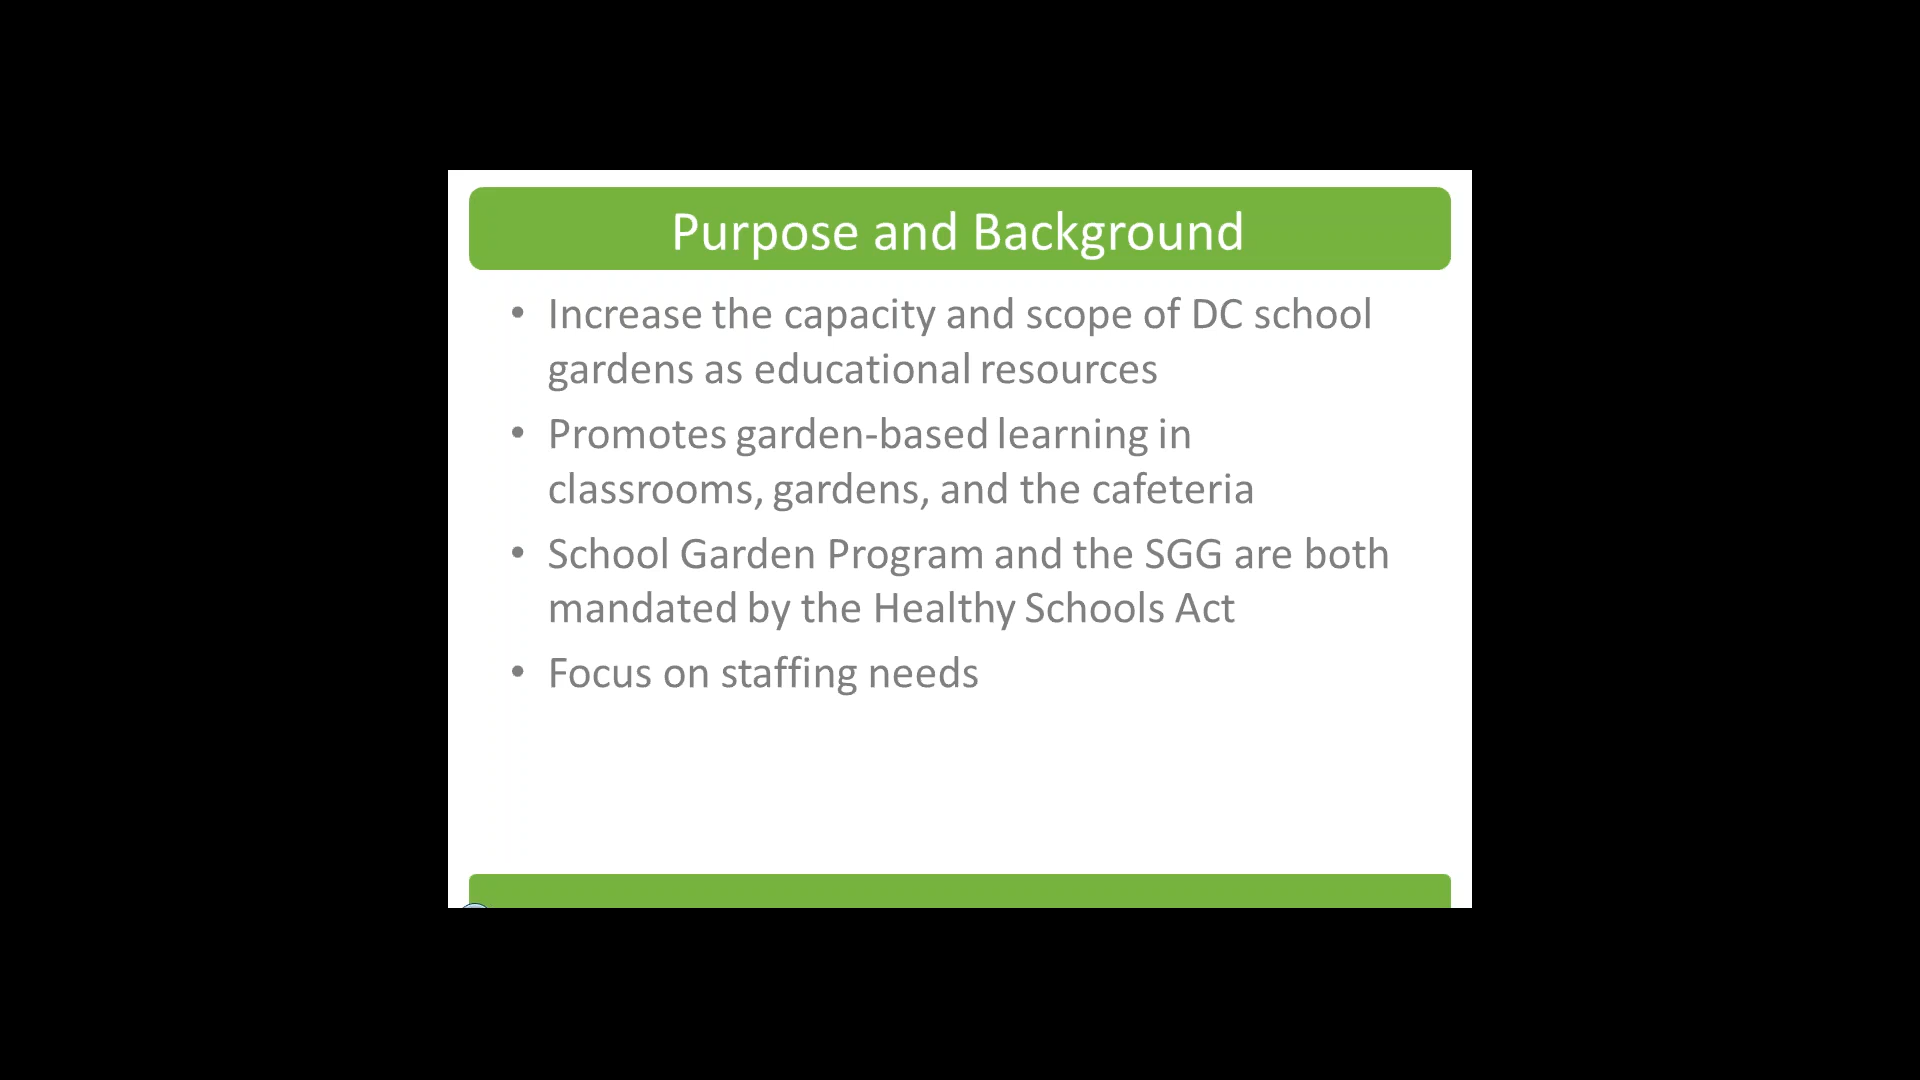 Purpose and Background
• Increase the capacity and scope of DC school
gardens as educational resources
• Promotes garden-based learning in
classrooms, gardens, and the cafeteria
• School Garden Program and the SGG are both
mandated by the Healthy Schools Act
• Focus on staffing needs